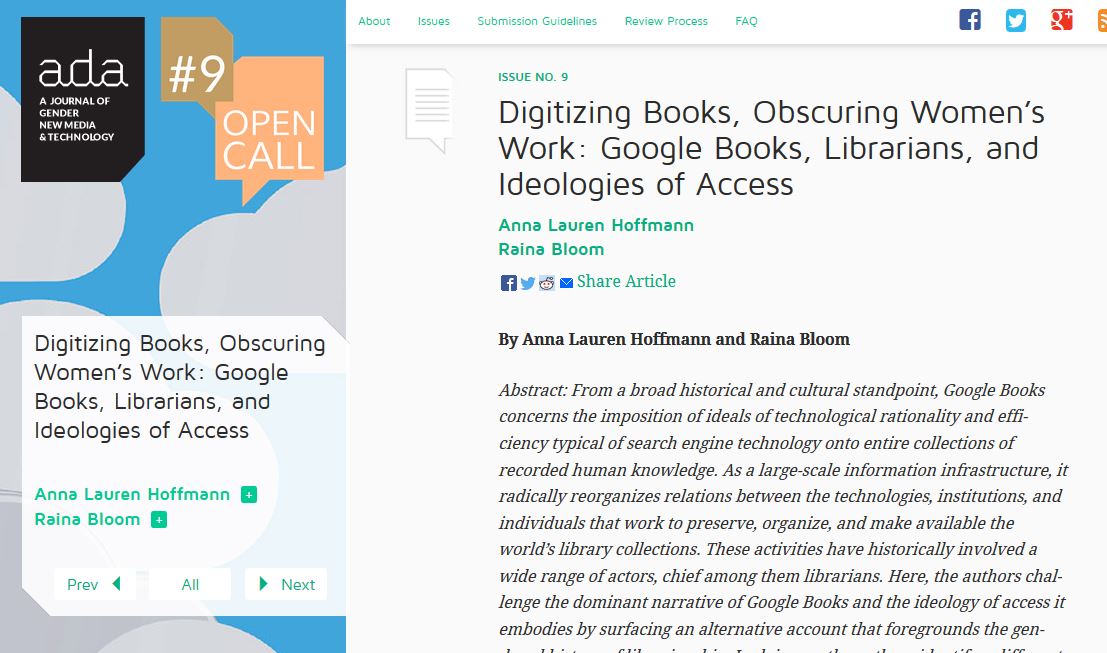 About Issues Submission Guidelines Review Process FAQ
ada
A JOURNAL OF
GENDER
NEW MEDIA
& TECHNOLOGY
#9
OPEN
CALL
Digitizing Books, Obscuring
Women's Work: Google
Books, Librarians, and
Ideologies of Access
Anna Lauren Hoffmann +
Raina Bloom +
Prev All Next
ISSUE NO. 9
Digitizing Books, Obscuring Women's
Work: Google Books, Librarians, and
Ideologies of Access
Anna Lauren Hoffmann
Raina Bloom
Share Article
By Anna Lauren Hoffmann and Raina Bloom
Abstract: From a broad historical and cultural standpoint, Google Books
concerns the imposition of ideals of technological rationality and effi-
ciency typical of search engine technology onto entire collections of
recorded human knowledge. As a large-scale information infrastructure, it
radically reorganizes relations between the technologies, institutions, and
individuals that work to preserve, organize, and make available the
world's library collections. These activities have historically involved a
wide range of actors, chief among them librarians. Here, the authors chal-
lenge the dominant narrative of Google Books and the ideology of access it
embodies by surfacing an alternative account that foregrounds the gen-